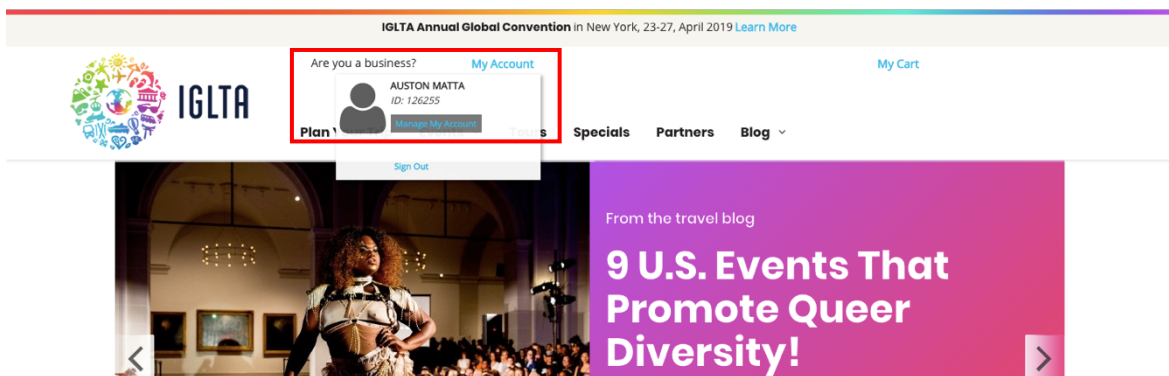 IGLTA Annual Global Convention in New York, 23-27, April 2019 Learn More
Are you a business? My Account My Cart
IGLTA
AUSTON MATTA
ID: 126255
Manage My Account
Plan Tours Specials Partners Blog
Sign Out
From the travel blog
9 U.S. Events That
Promote Queer
Diversity!